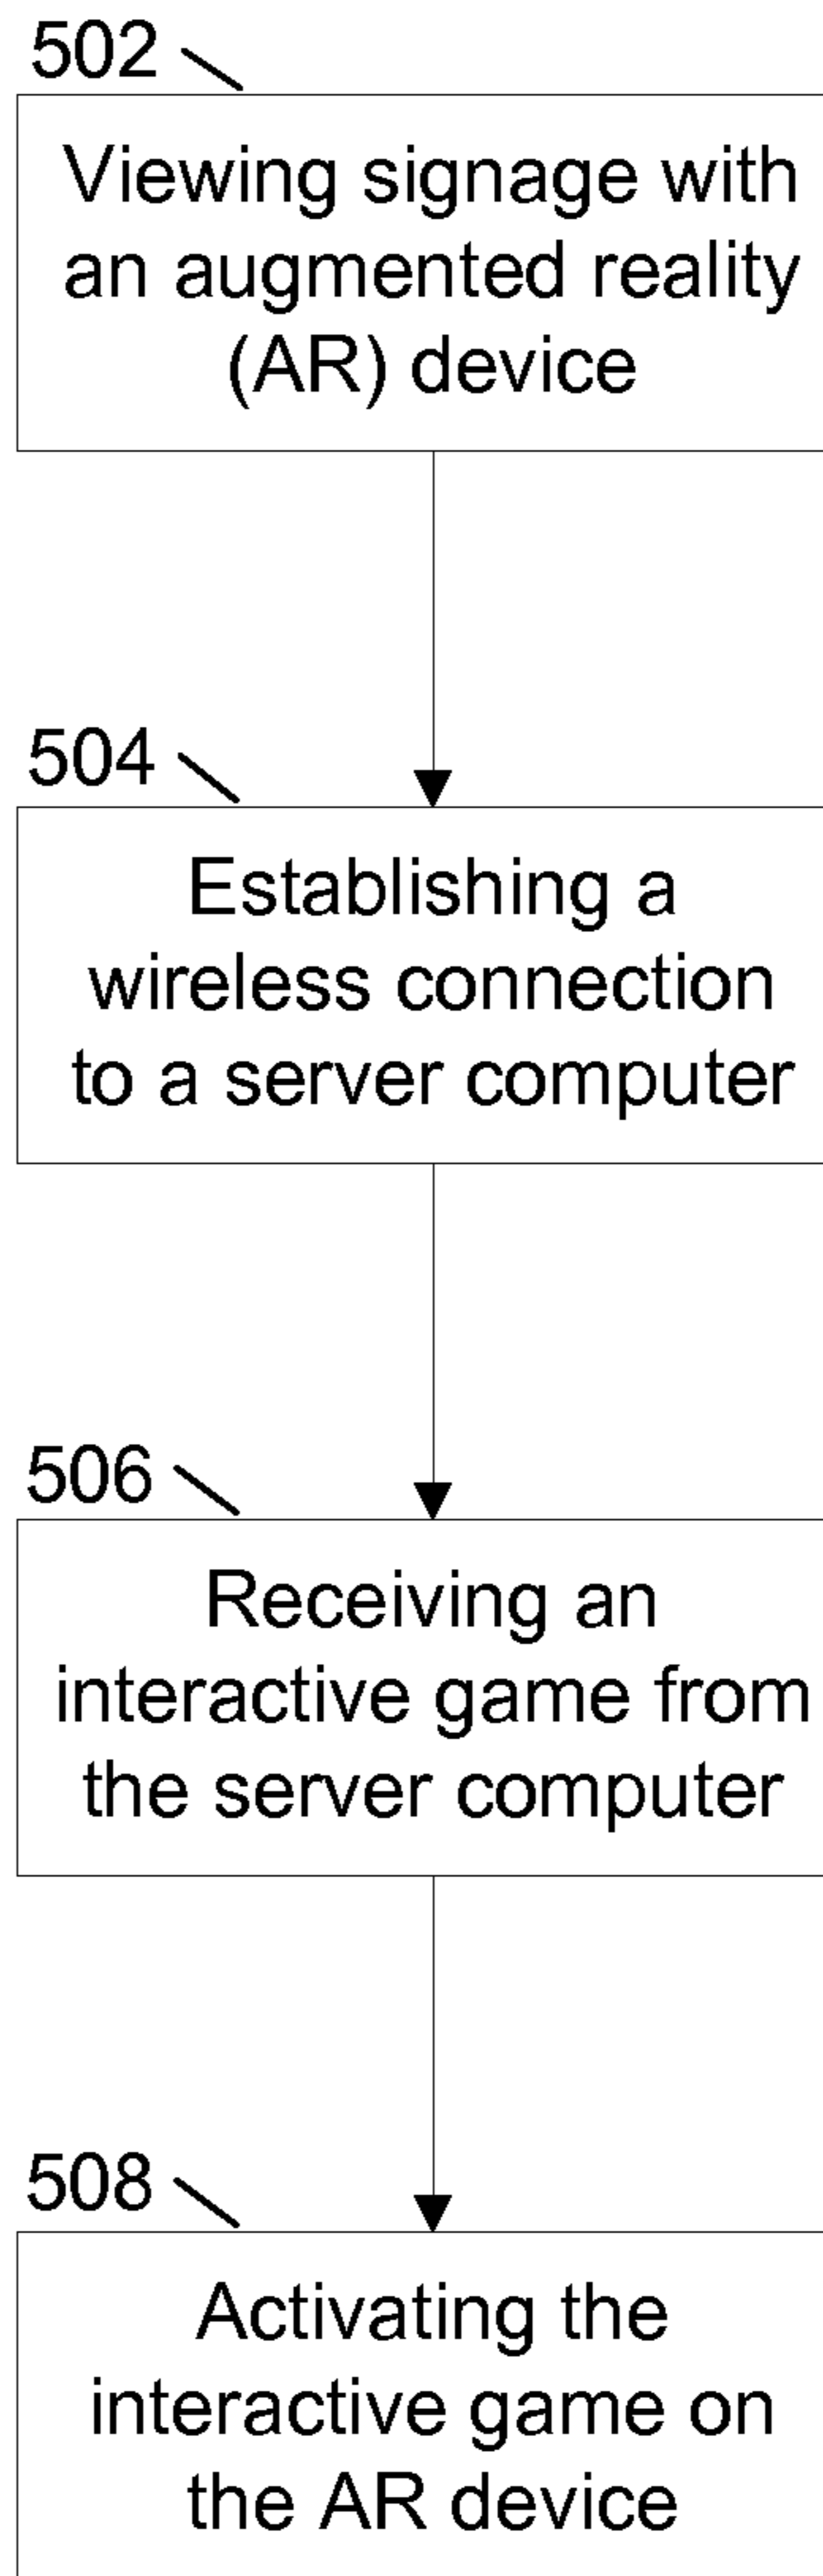 502
Viewing signage with
an augmented reality
(AR) device
504
Establishing a
wireless connection
to a server computer
506
Receiving an
interactive game from
the server computer
508
Activating the
interactive game on
the AR device